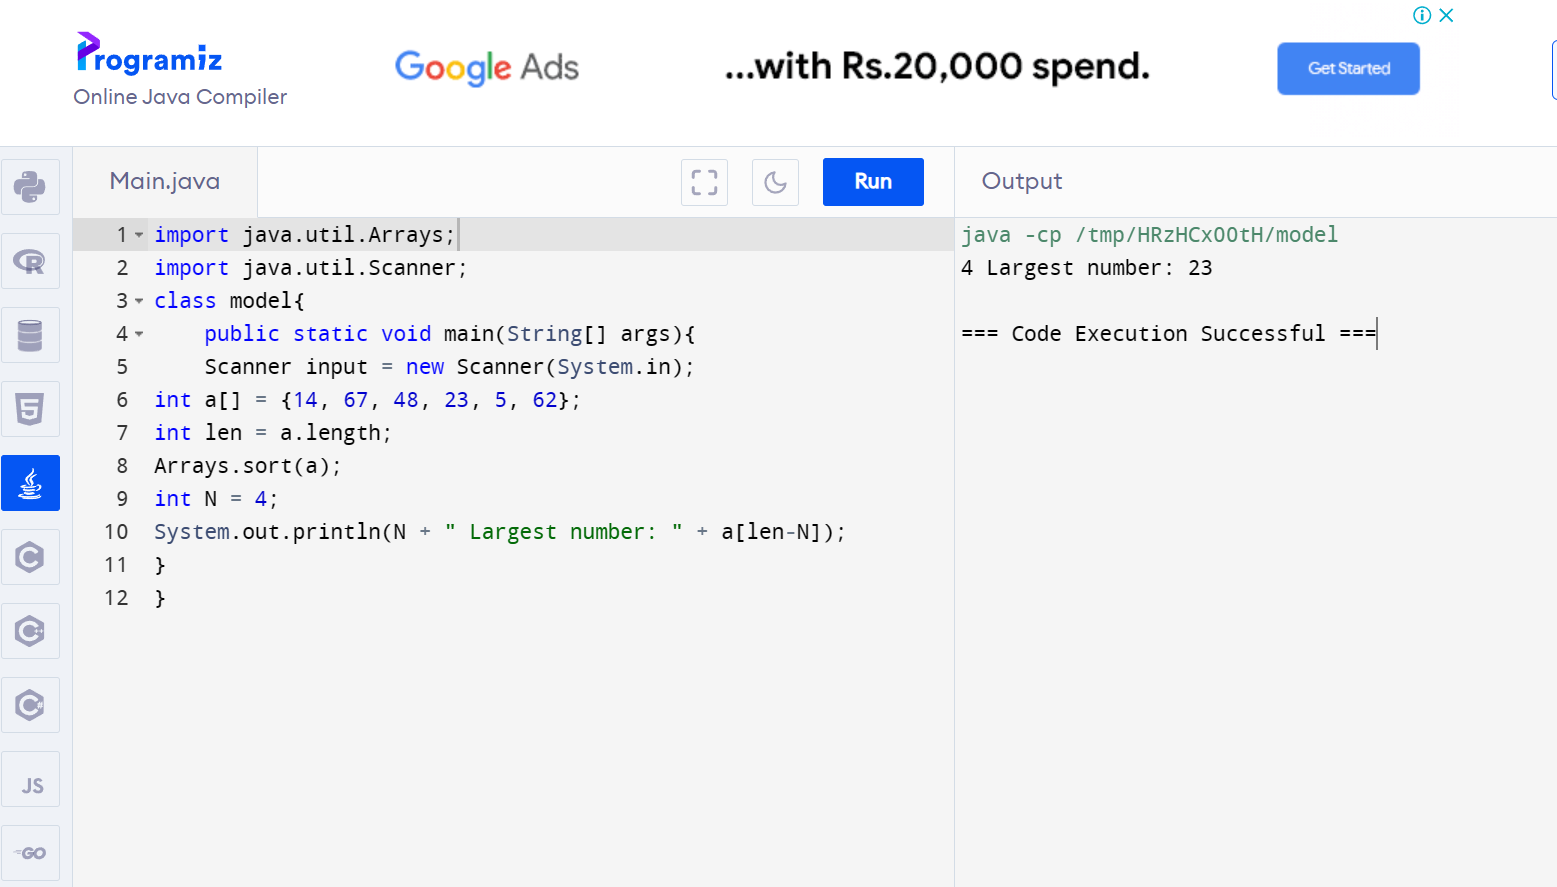 Programiz
Online Java Compiler
Google Ads
...with Rs.20,000 spend.
Get Started
Main.java
Run
Output
1 import java.util.Arrays;
2 import java.util.Scanner;
3 class model{
4     public static void main(String[] args){
5     Scanner input = new Scanner(System.in);
6 int a[] = {14, 67, 48, 23, 5, 62};
7 int len = a.length;
8 Arrays.sort(a);
9 int N = 4;
10 System.out.println(N + " Largest number: " + a[len-N]);
11 }
12 }
java -cp /tmp/HRzHCxO0tH/model
4 Largest number: 23
=== Code Execution Successful ===
R
5
C
C++
C#
JS
GO